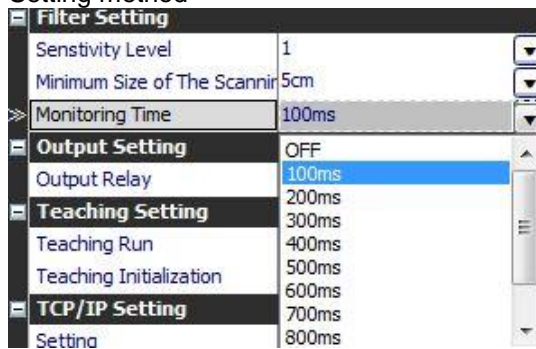 Setting method
Filter Setting
Senstivity Level 1
Minimum Size of The Scannir 5cm
Monitoring Time 100ms
Output Setting OFF
Output Relay 100ms
200ms
Teaching Setting 300ms
Teaching Run 400ms
Teaching Initialization 500ms
600ms
TCP/IP Setting 700ms
Setting 800ms